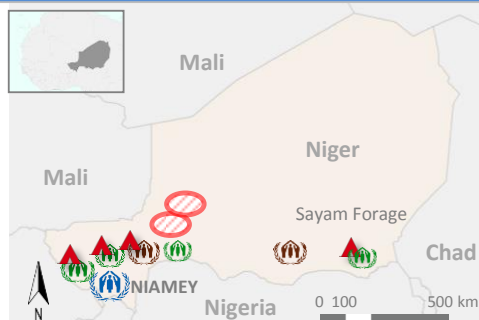 Mali
Niger
Mali
Sayam Forage
Chad
N
NIAMEY
Nigeria
0 100 500 km